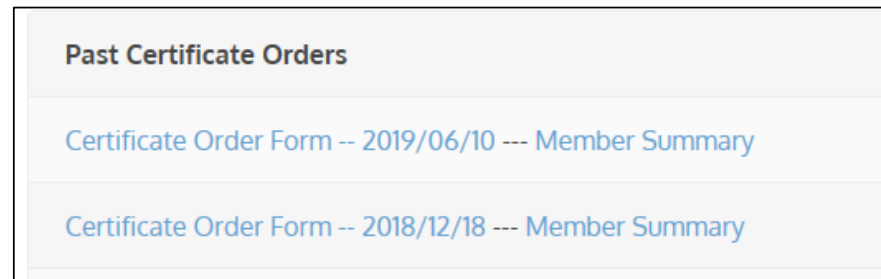 Past Certificate Orders
Certificate Order Form -- 2019/06/10 --- Member Summary
Certificate Order Form -- 2018/12/18 --- Member Summary